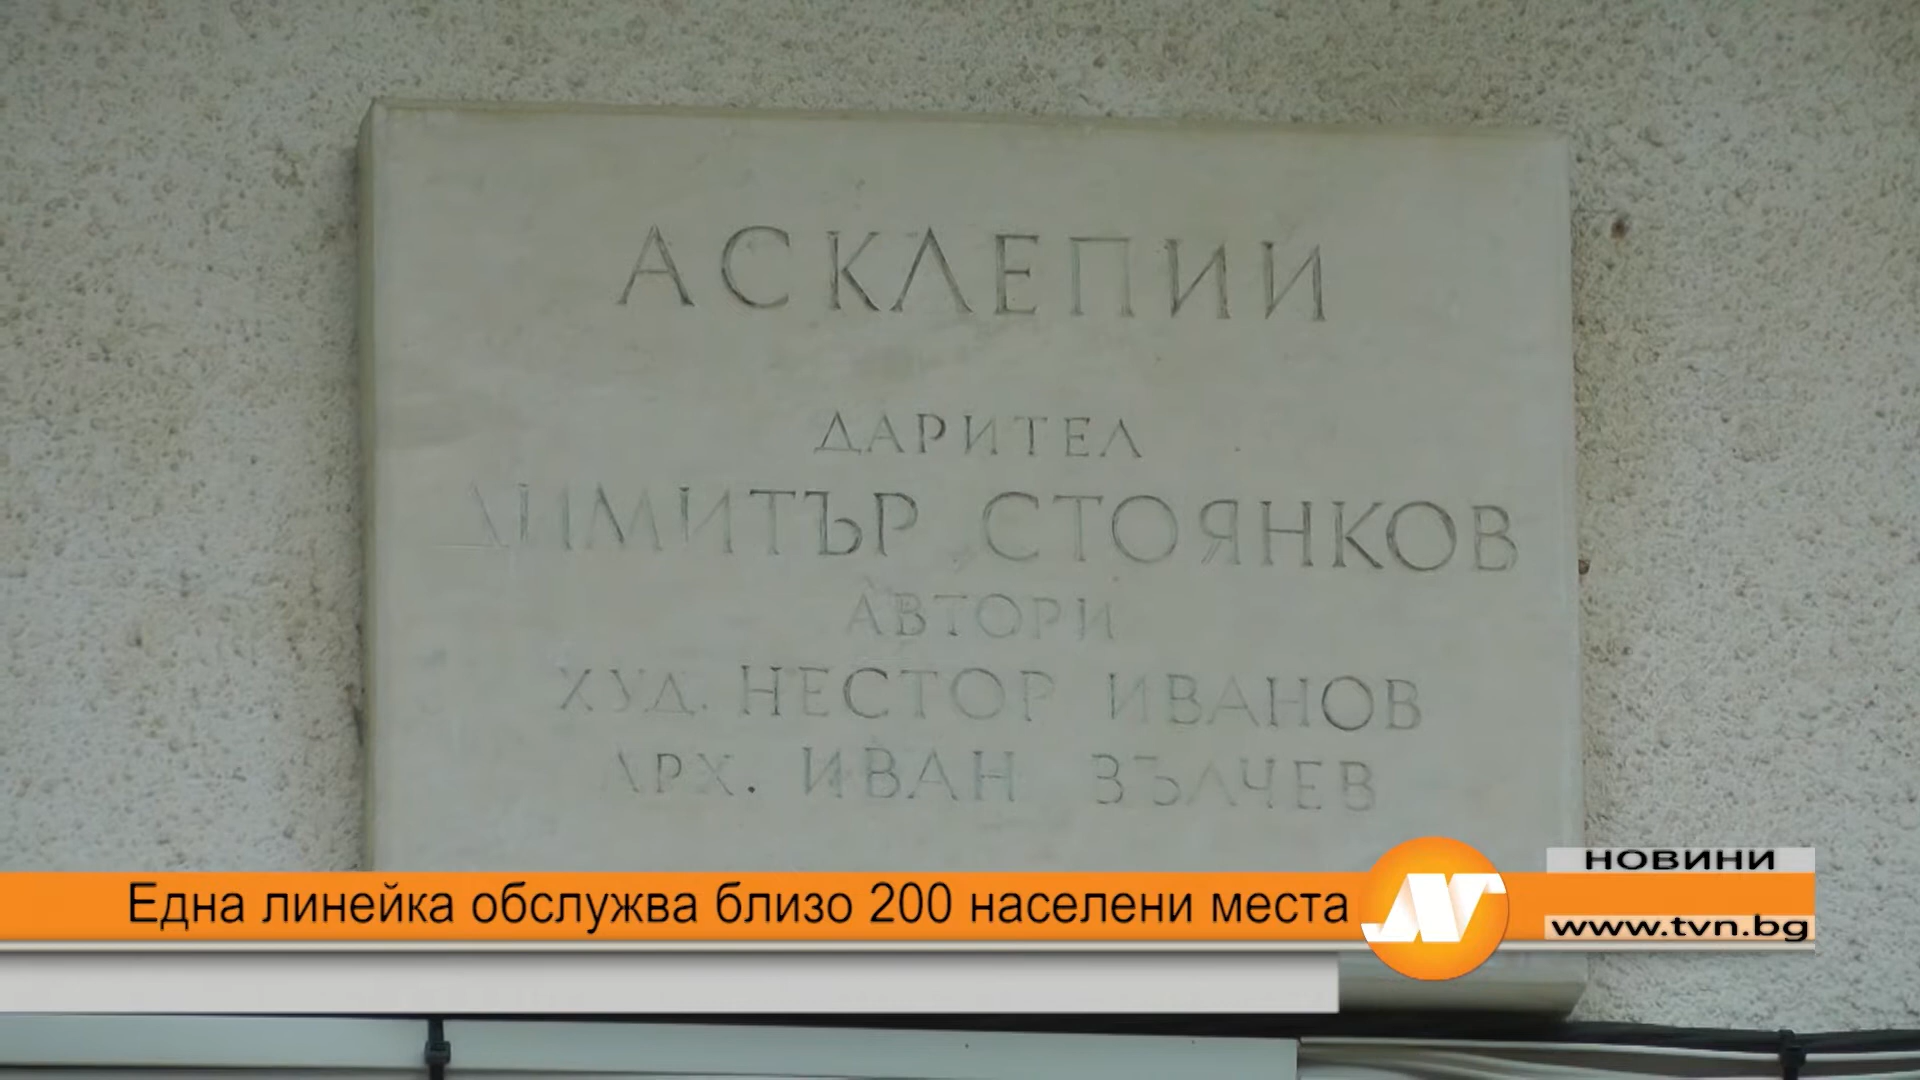 АСКЛЕПИИ
ДАРИТЕЛ
ДИМИТЪР СТОЯНКОВ
АВТОРИ
ХУД. НЕСТОР ИВАНОВ
АРХ. ИВАН ВЪЛЧЕВ
Една линейка обслужва близо 200 населени места
НОВИНИ
www.tvn.bg